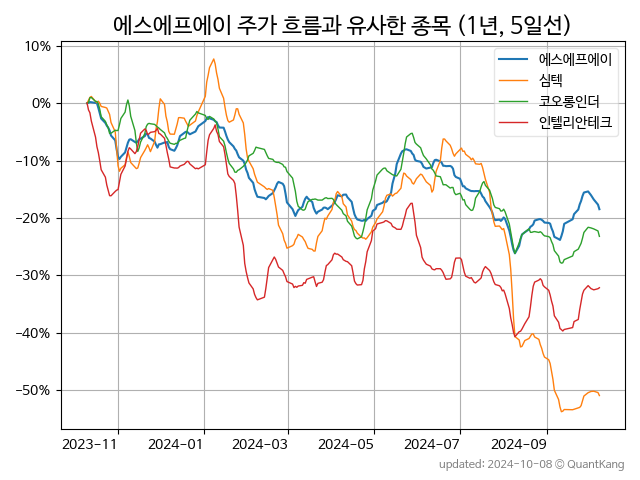 에스에프에이 주가 흐름과 유사한 종목 (1년, 5일선)
에스에프에이
심텍
코오롱인더
인텔리안테크
10%
0%
−10%
−20%
−30%
−40%
−50%
2023-11 2024-01 2024-03 2024-05 2024-07 2024-09
updated: 2024-10-08 © QuantKang